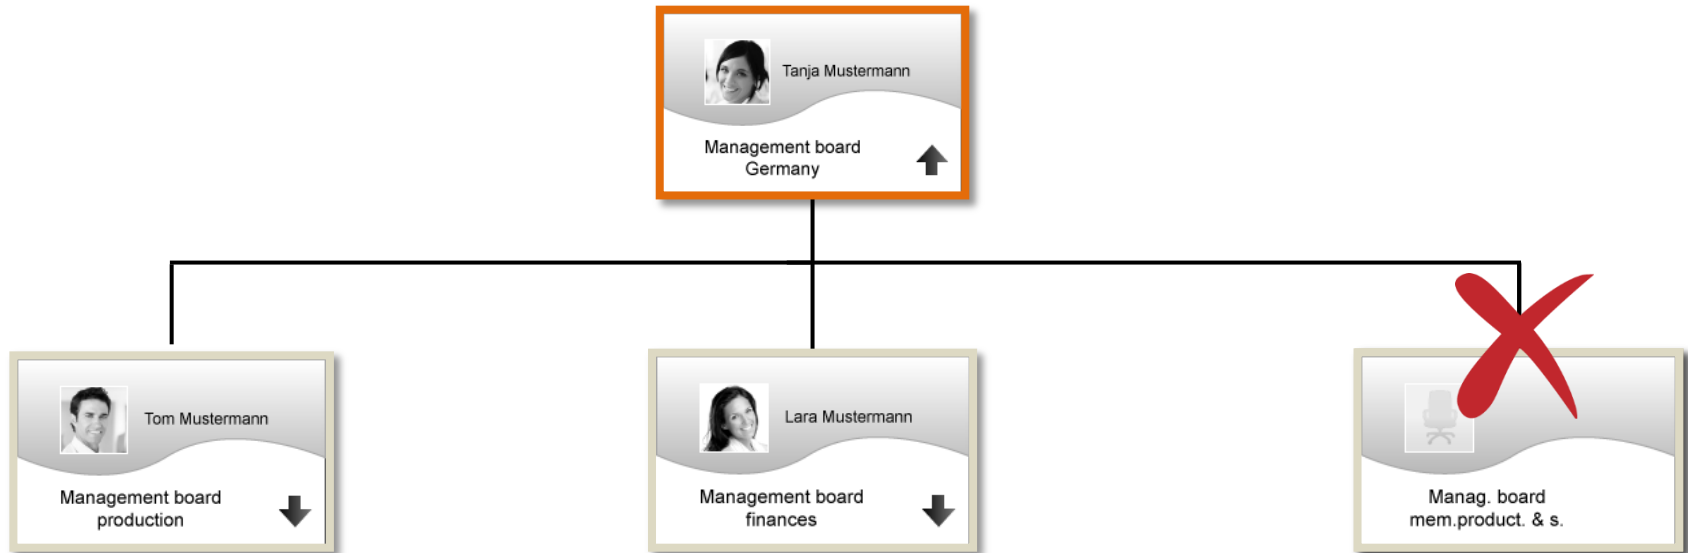 Tanja Mustermann
Management board
Germany
Tom Mustermann
Management board
production
Lara Mustermann
Management board
finances
Manag. board
mem.product. & s.